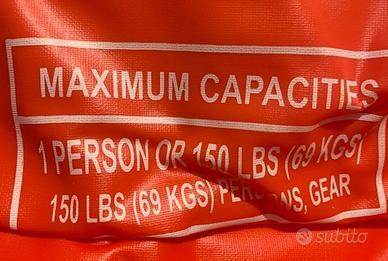 MAXIMUM CAPACITIES
1 PERSON OR 150 LBS (69 KGS)
150 LBS (69 KGS) PERSONS, GEAR
subito